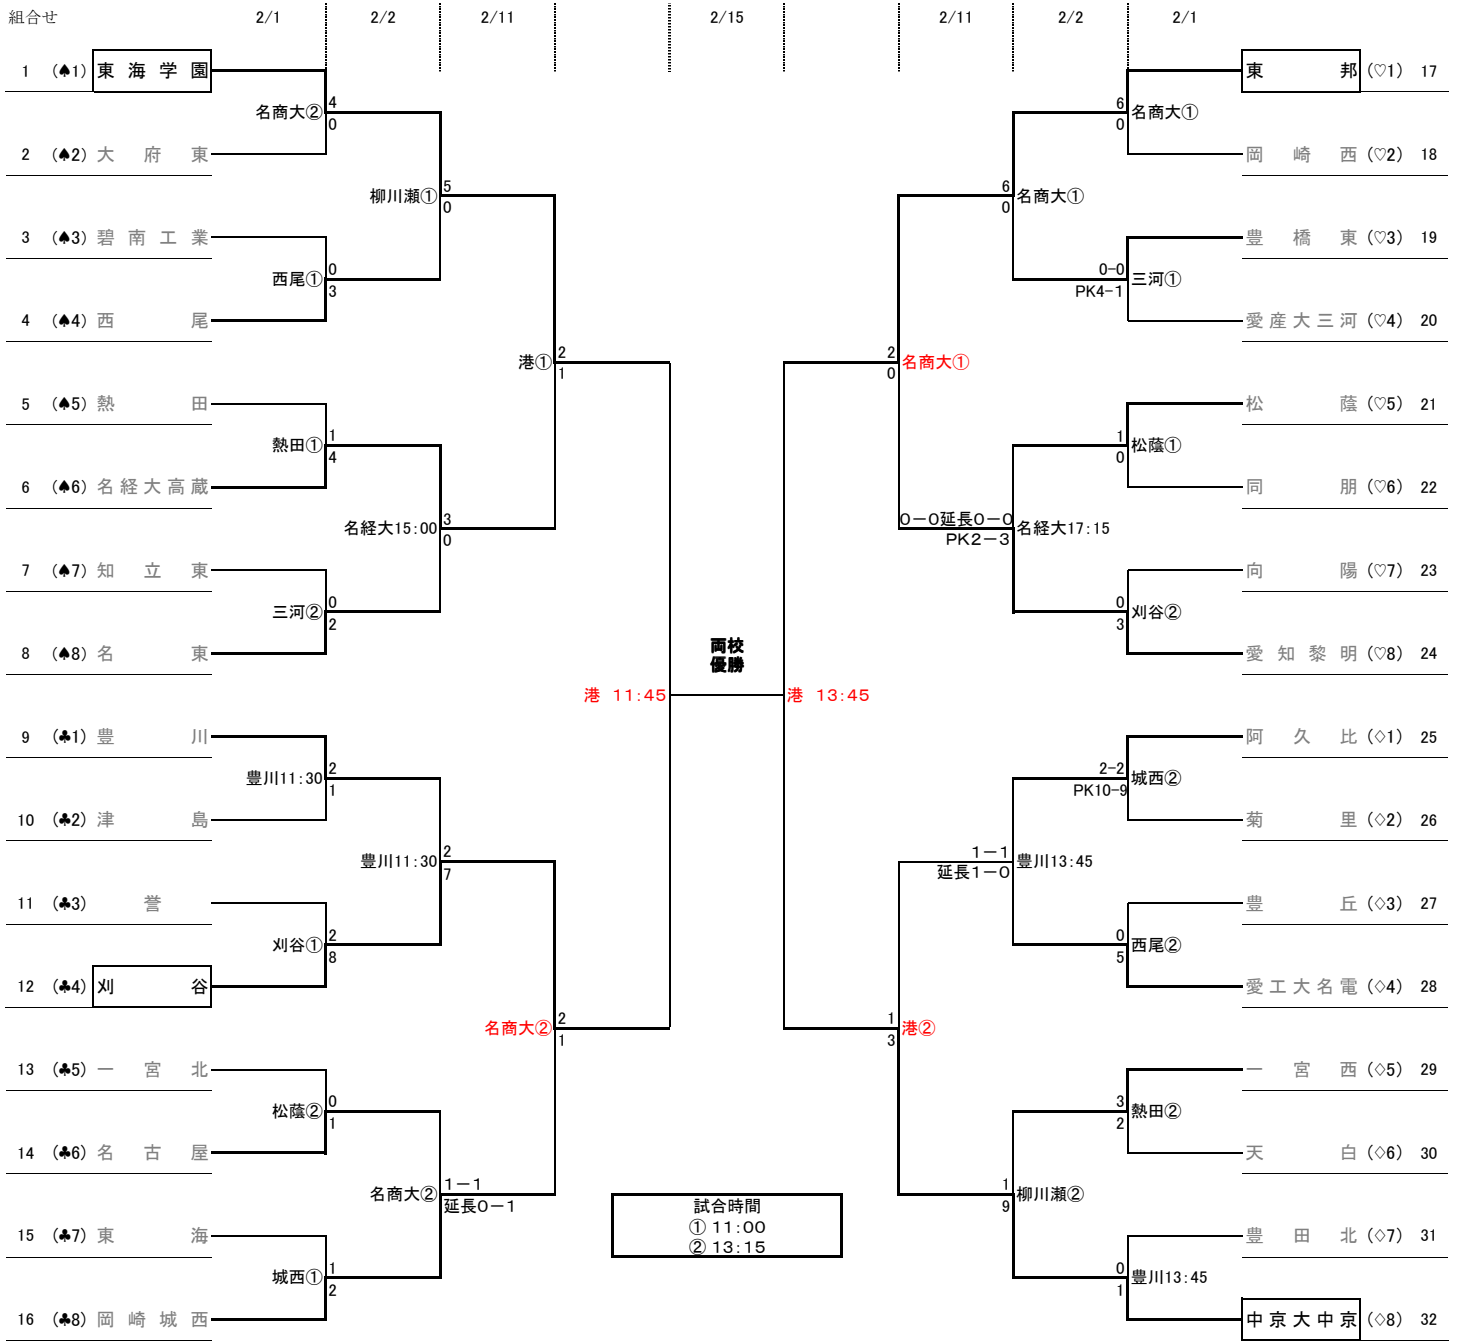 組合せ 2/1 2/2 2/11 2/15 2/11 2/2 2/1
1 (♠1) 東海学園
東邦 (♡1) 17
名商大② 4
0
6 名商大①
0
2 (♠2) 大府東
岡崎西 (♡2) 18
柳川瀬① 5
0
6 名商大①
0
3 (♠3) 碧南工業
豊橋東 (♡3) 19
西尾① 0
3
0-0 三河①
PK4-1
4 (♠4) 西尾
愛産大三河 (♡4) 20
港① 2
1
2 名商大①
0
5 (♠5) 熱田
松蔭 (♡5) 21
熱田① 1
4
1 松蔭①
0
6 (♠6) 名経大高蔵
同朋 (♡6) 22
名経大15:00 3
0
0-0延長0-0 名経大17:15
PK2-3
7 (♠7) 知立東
向陽 (♡7) 23
三河② 0
2
0 刈谷②
3
8 (♠8) 名東
愛知黎明 (♡8) 24
両校
優勝
港 11:45
港 13:45
9 (♣1) 豊川
阿久比 (♢1) 25
豊川11:30 2
1
2-2 城西②
PK10-9
10 (♣2) 津島
菊里 (♢2) 26
豊川11:30 2
7
1-1 豊川13:45
延長1-0
11 (♣3) 誉
豊丘 (♢3) 27
刈谷① 2
8
0 西尾②
5
12 (♣4) 刈谷
愛工大名電 (♢4) 28
名商大② 2
1
1 港②
3
13 (♣5) 一宮北
一宮西 (♢5) 29
松蔭② 0
1
3 熱田②
2
14 (♣6) 名古屋
天白 (♢6) 30
名商大② 1-1
延長0-1
1 柳川瀬②
9
試合時間
① 11:00
② 13:15
15 (♣7) 東海
豊田北 (♢7) 31
城西① 1
2
0 豊川13:45
1
16 (♣8) 岡崎城西
中京大中京 (♢8) 32